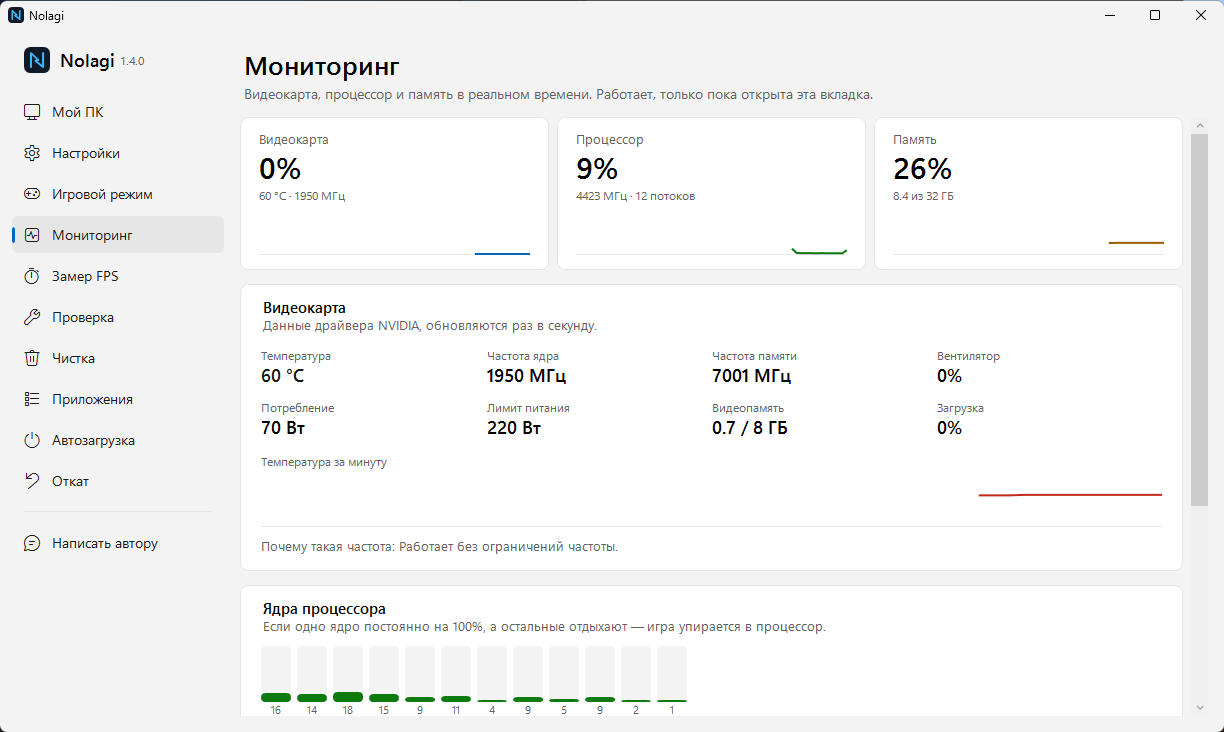 Nolagi
Nolagi 1.4.0
Мой ПК
Настройки
Игровой режим
Мониторинг
Замер FPS
Проверка
Чистка
Приложения
Автозагрузка
Откат
Написать автору
Мониторинг
Видеокарта, процессор и память в реальном времени. Работает, только пока открыта эта вкладка.
Видеокарта
0%
60 °C · 1950 МГц
Процессор
9%
4423 МГц · 12 потоков
Память
26%
8.4 из 32 ГБ
Видеокарта
Данные драйвера NVIDIA, обновляются раз в секунду.
Температура
60 °C
Частота ядра
1950 МГц
Частота памяти
7001 МГц
Вентилятор
0%
Потребление
70 Вт
Лимит питания
220 Вт
Видеопамять
0.7 / 8 ГБ
Загрузка
0%
Температура за минуту
Почему такая частота: Работает без ограничений частоты.
Ядра процессора
Если одно ядро постоянно на 100%, а остальные отдыхают — игра упирается в процессор.
16 14 18 15 9 11 4 9 5 9 2 1